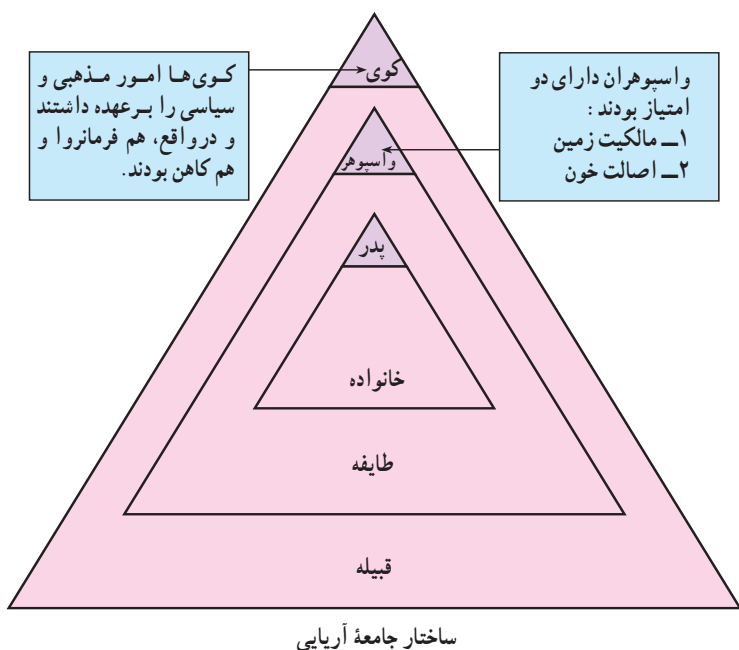 کوی
واسپوهران دارای دو
امتیاز بودند :
۱ــ مالکیت زمین
۲ــ اصالت خون
کوی‌ها امور مذهبی و
سیاسی را برعهده داشتند
و درواقع، هم فرمانروا و
هم کاهن بودند.
واسپوهر
پدر
خانواده
طایفه
قبیله
ساختار جامعهٔ آریایی